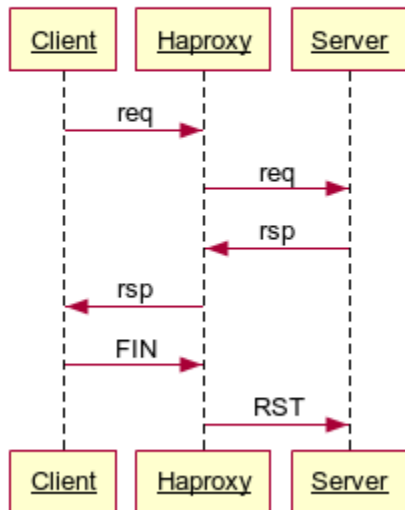 Client Haproxy Server
req
req
rsp
rsp
FIN
RST
Client Haproxy Server